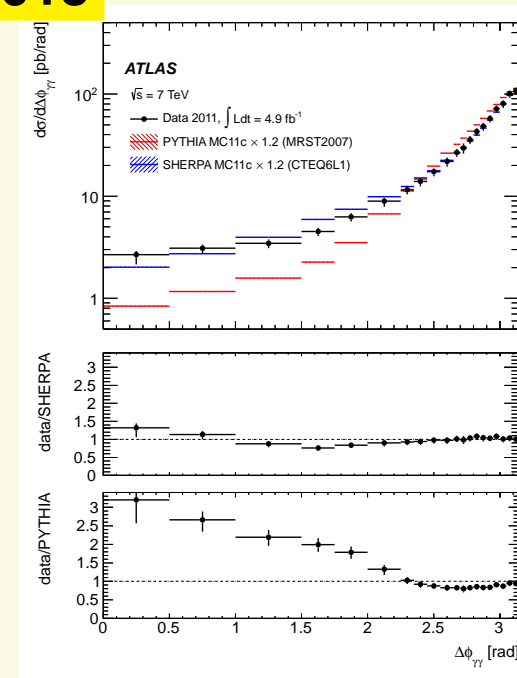 dσ/dΔϕγγ [pb/rad]
ATLAS
√s = 7 TeV
Data 2011, ∫ Ldt = 4.9 fb⁻¹
PYTHIA MC11c × 1.2 (MRST2007)
SHERPA MC11c × 1.2 (CTEQ6L1)
10²
10
1
data/SHERPA
3
2.5
2
1.5
1
0.5
0
data/PYTHIA
3
2.5
2
1.5
1
0.5
0
0 0.5 1 1.5 2 2.5 3
Δϕγγ [rad]